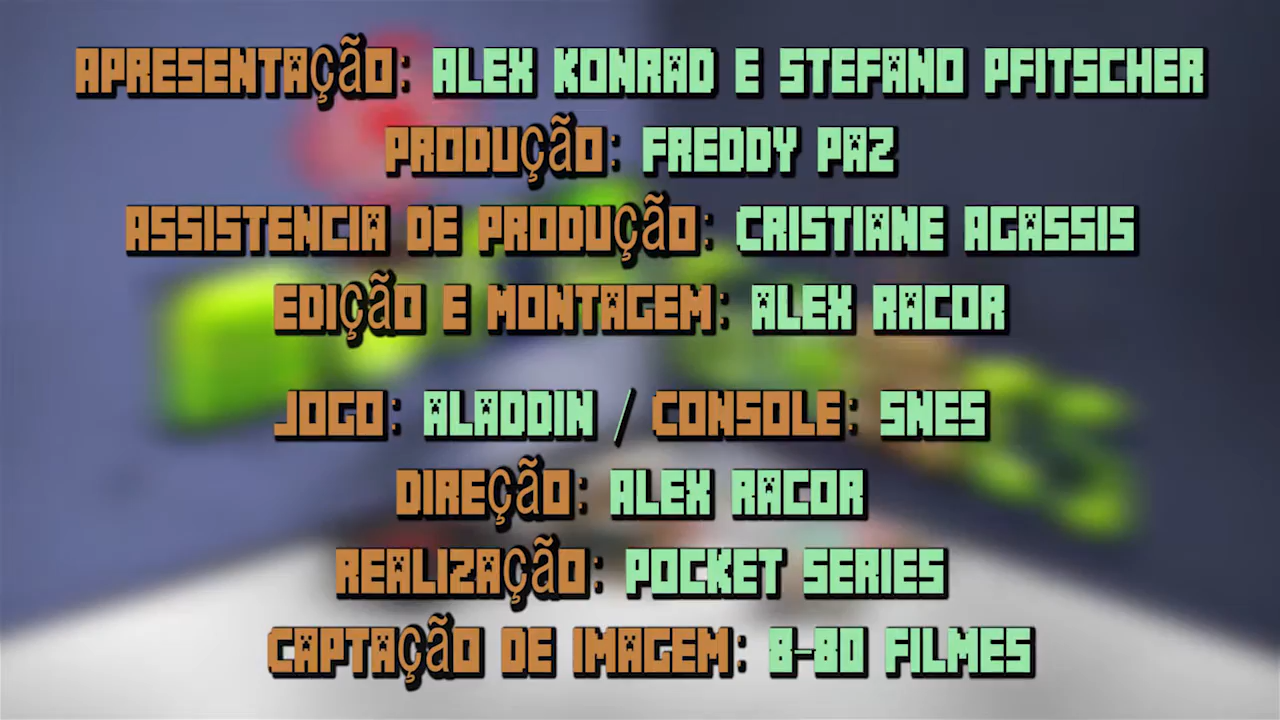 APRESENTAÇÃO: ALEX KONRAD E STEFANO PFITSCHER
PRODUÇÃO: FREDDY PAZ
ASSISTENCIA DE PRODUÇÃO: CRISTIANE AGASSIS
EDIÇÃO E MONTAGEM: ALEX RACOR
JOGO: ALADDIN / CONSOLE: SNES
DIREÇÃO: ALEX RACOR
REALIZAÇÃO: POCKET SERIES
CAPTAÇÃO DE IMAGEM: 8-80 FILMES